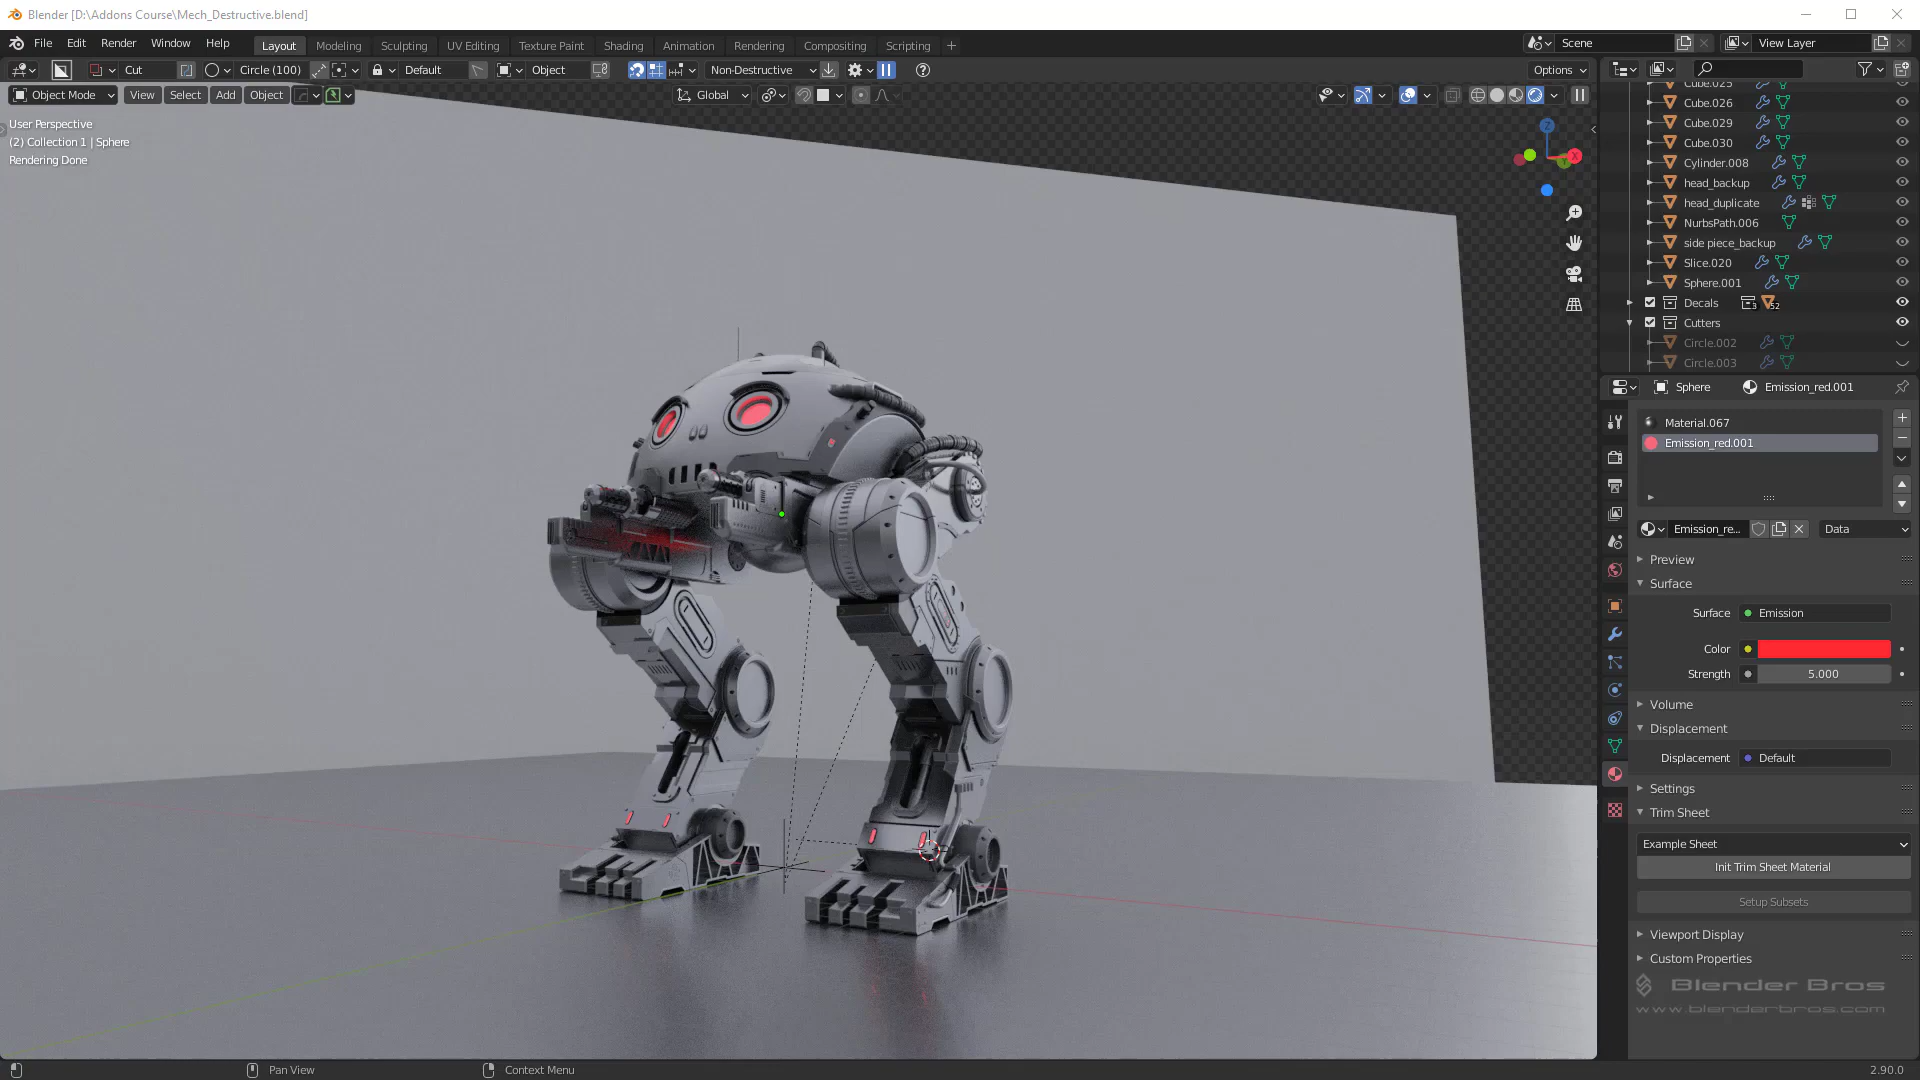 Blender [D:\Addons Course\Mech_Destructive.blend]
File Edit Render Window Help
Layout Modeling Sculpting UV Editing Texture Paint Shading Animation Rendering Compositing Scripting +
Scene
View Layer
Cut
Circle (100)
Default
Object
Non-Destructive
Options
Object Mode
View Select Add Object
Global
User Perspective
(2) Collection 1 | Sphere
Rendering Done
Z
X
Y
Cube.025
Cube.026
Cube.029
Cube.030
Cylinder.008
head_backup
head_duplicate
NurbsPath.006
side piece_backup
Slice.020
Sphere.001
Decals 3 52
Cutters
Circle.002
Circle.003
Sphere
Emission_red.001
Material.067
Emission_red.001
Emission_re...
Data
Preview
Surface
Surface Emission
Color
Strength 5.000
Volume
Displacement
Displacement Default
Settings
Trim Sheet
Example Sheet
Init Trim Sheet Material
Setup Subsets
Viewport Display
Custom Properties
Blender Bros
www.blenderbros.com
Pan View
Context Menu
2.90.0